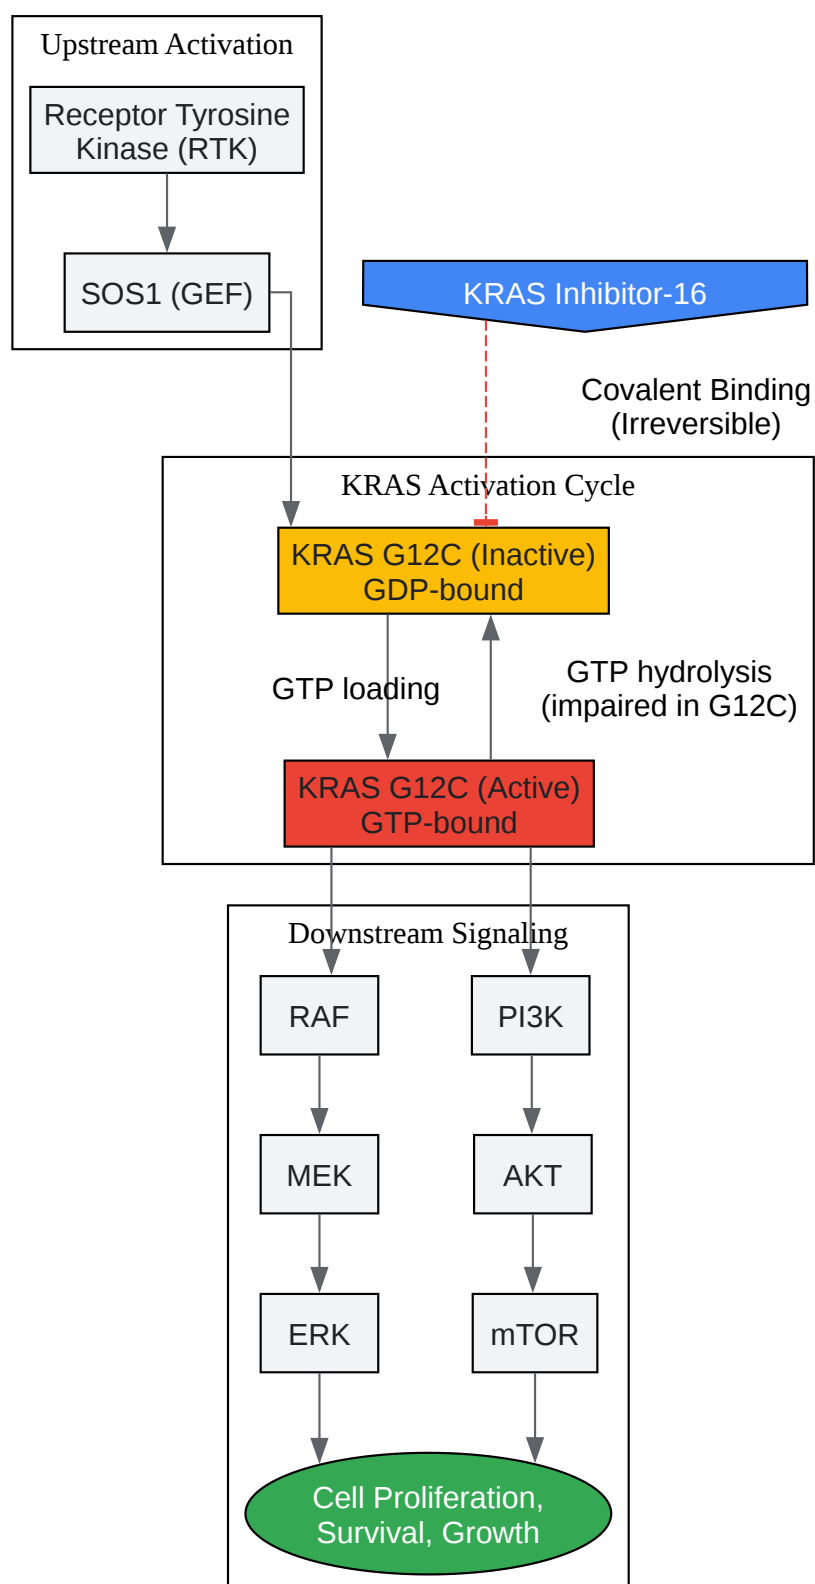 Upstream Activation
Receptor Tyrosine
Kinase (RTK)
SOS1 (GEF)
KRAS Inhibitor-16
Covalent Binding
(Irreversible)
KRAS Activation Cycle
KRAS G12C (Inactive)
GDP-bound
GTP loading
GTP hydrolysis
(impaired in G12C)
KRAS G12C (Active)
GTP-bound
Downstream Signaling
RAF
PI3K
MEK
AKT
ERK
mTOR
Cell Proliferation,
Survival, Growth